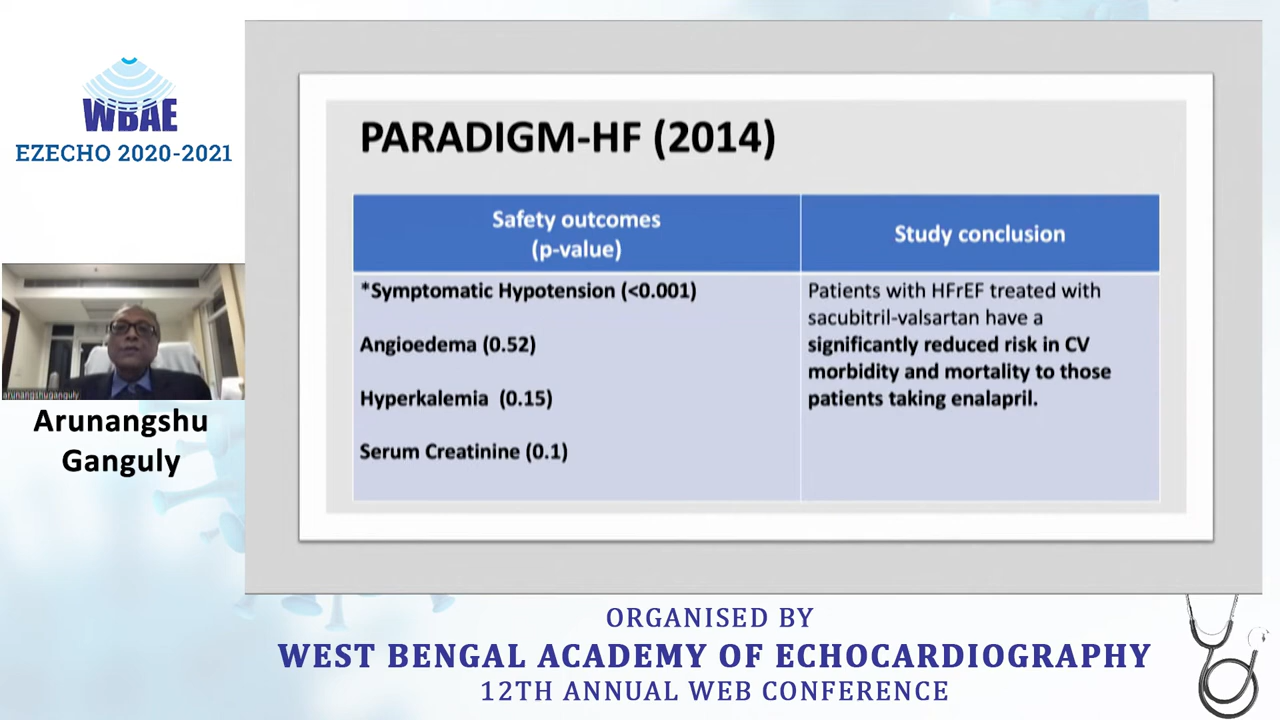 WBAE
EZECHO 2020-2021
arunangshuganguly
Arunangshu
Ganguly
PARADIGM-HF (2014)
Safety outcomes
(p-value)
Study conclusion
*Symptomatic Hypotension (<0.001)
Angioedema (0.52)
Hyperkalemia (0.15)
Serum Creatinine (0.1)
Patients with HFrEF treated with
sacubitril-valsartan have a
significantly reduced risk in CV
morbidity and mortality to those
patients taking enalapril.
ORGANISED BY
WEST BENGAL ACADEMY OF ECHOCARDIOGRAPHY
12TH ANNUAL WEB CONFERENCE